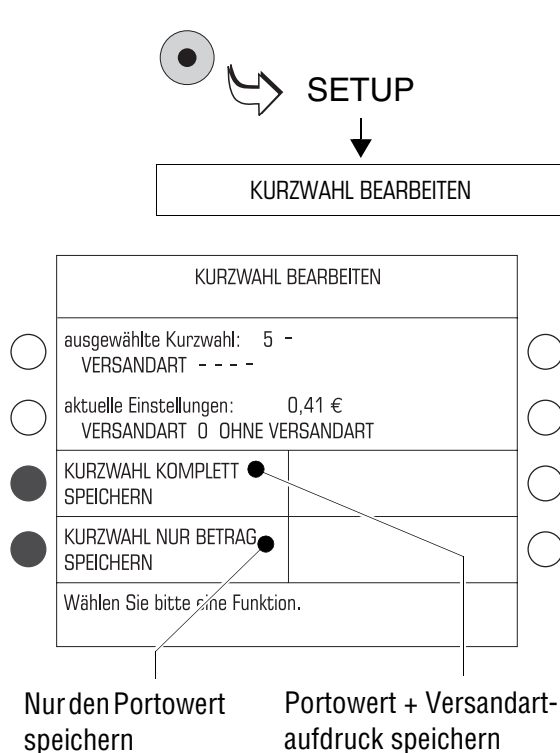 SETUP
KURZWAHL BEARBEITEN
KURZWAHL BEARBEITEN
ausgewählte Kurzwahl: 5 -
VERSANDART - - - -
aktuelle Einstellungen: 0,41 €
VERSANDART 0 OHNE VERSANDART
KURZWAHL KOMPLETT
SPEICHERN
KURZWAHL NUR BETRAG
SPEICHERN
Wählen Sie bitte eine Funktion.
Nur den Portowert
speichern
Portowert + Versandart-
aufdruck speichern